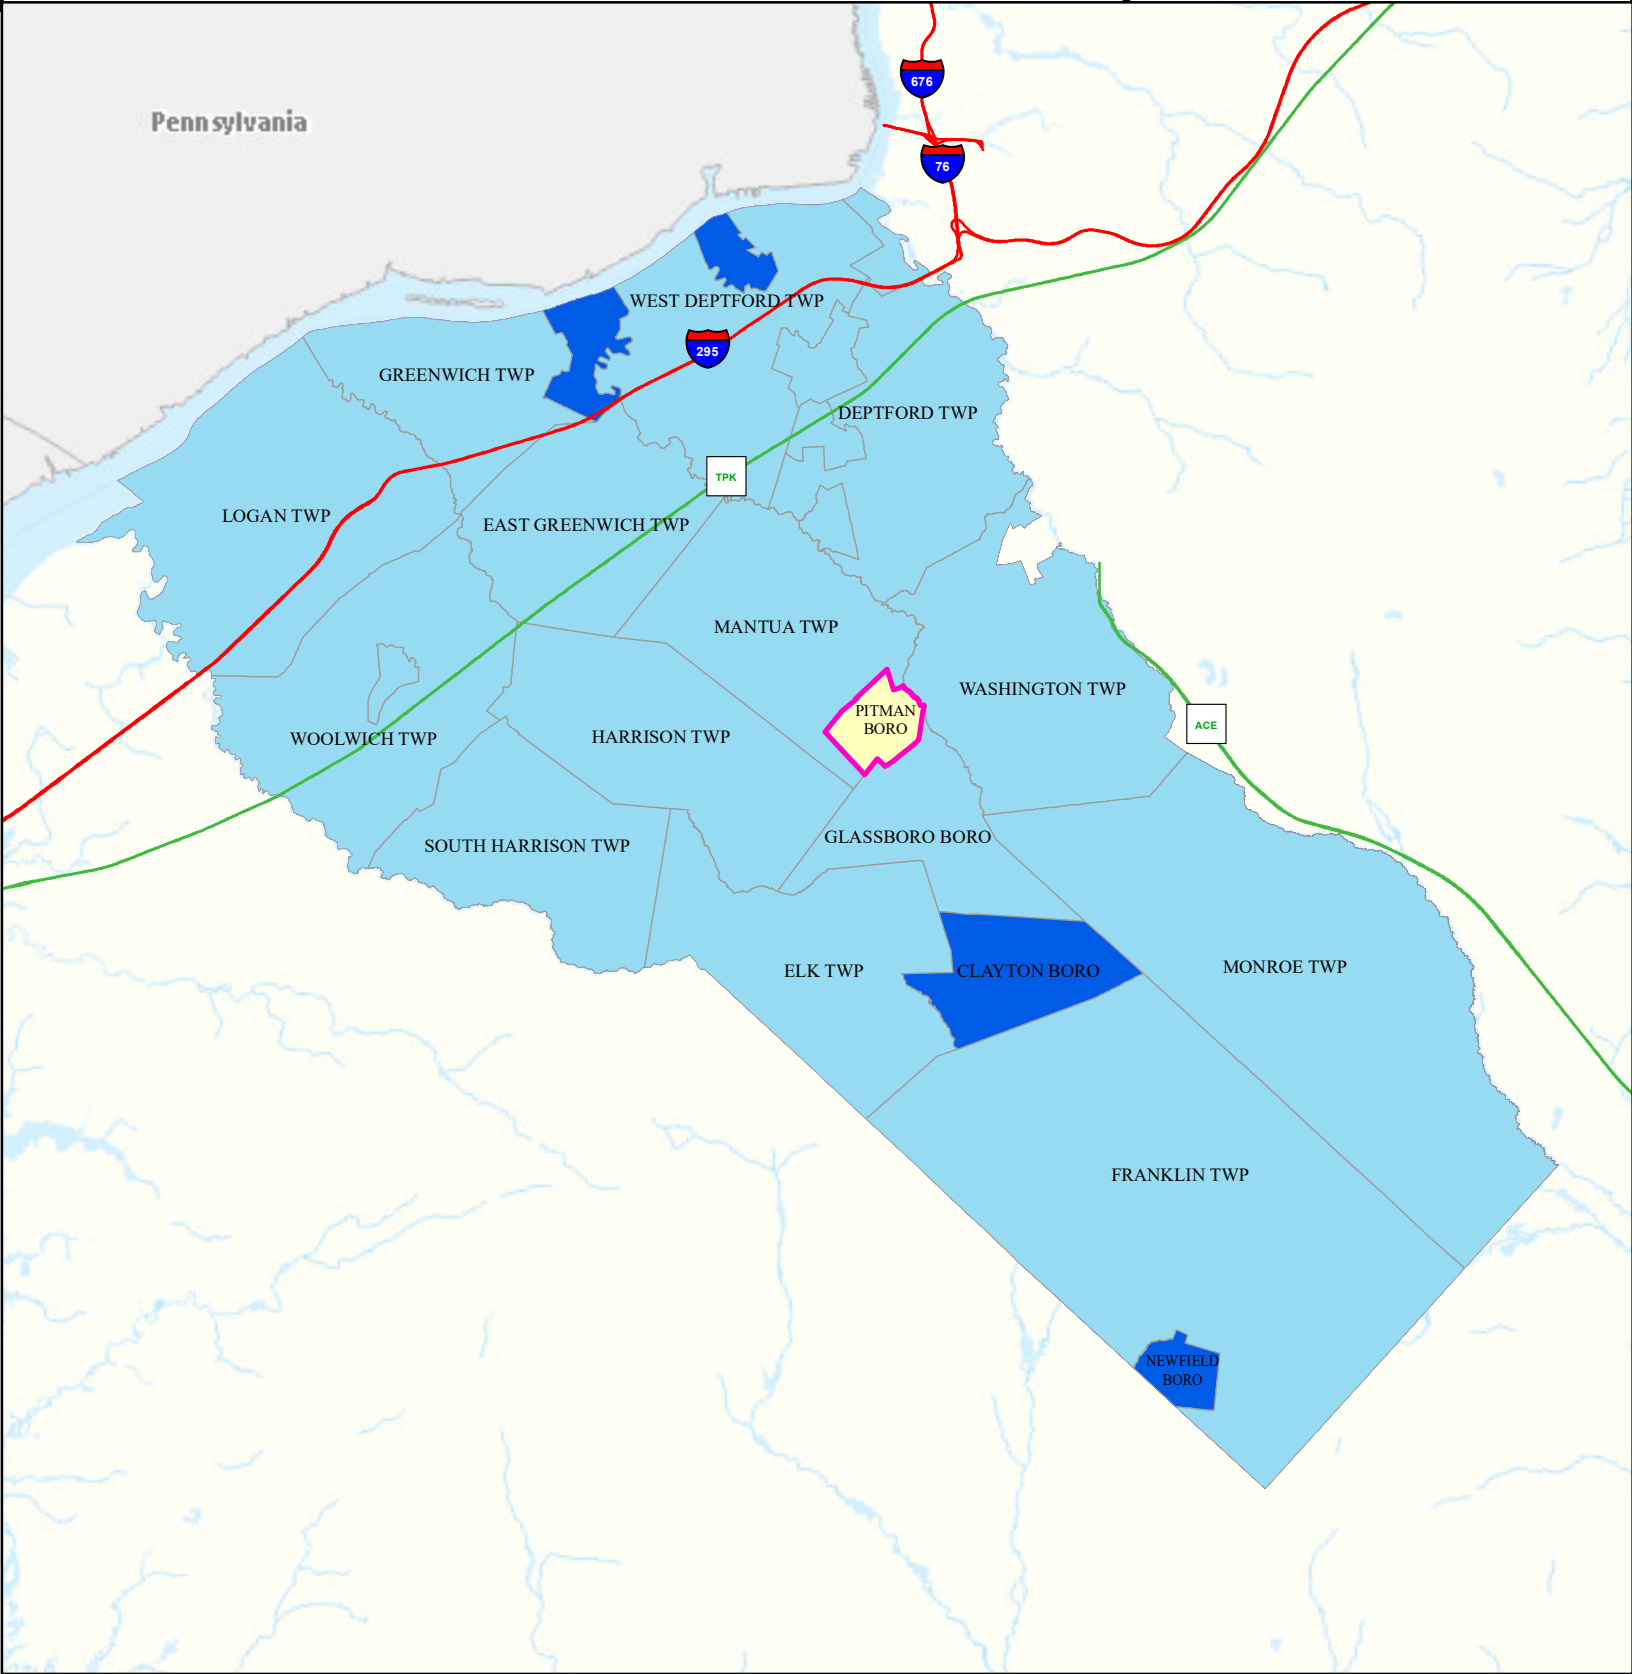 676
Pennsylvania
76
WEST DEPTFORD TWP
295
GREENWICH TWP
DEPTFORD TWP
TPK
LOGAN TWP
EAST GREENWICH TWP
MANTUA TWP
WASHINGTON TWP
PITMAN
BORO
ACE
WOOLWICH TWP
HARRISON TWP
GLASSBORO BORO
SOUTH HARRISON TWP
ELK TWP
CLAYTON BORO
MONROE TWP
FRANKLIN TWP
NEWFIELD
BORO